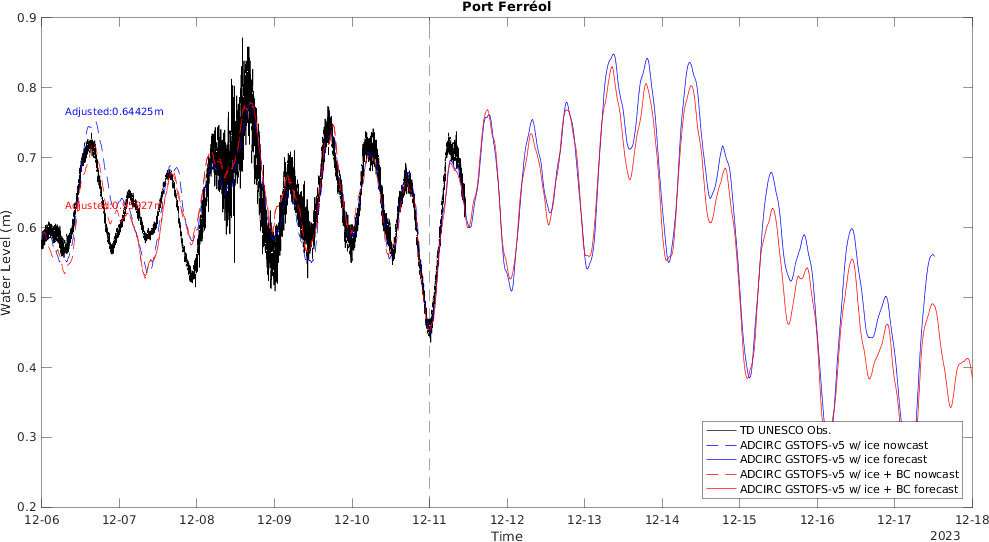 Port Ferréol
0.9
0.8
0.7
0.6
0.5
0.4
0.3
0.2
Water Level (m)
Adjusted:0.64425m
TD UNESCO Obs.
ADCIRC GSTOFS-v5 w/ ice nowcast
ADCIRC GSTOFS-v5 w/ ice forecast
ADCIRC GSTOFS-v5 w/ ice + BC nowcast
ADCIRC GSTOFS-v5 w/ ice + BC forecast
12-06 12-07 12-08 12-09 12-10 12-11 12-12 12-13 12-14 12-15 12-16 12-17 12-18
Time
2023